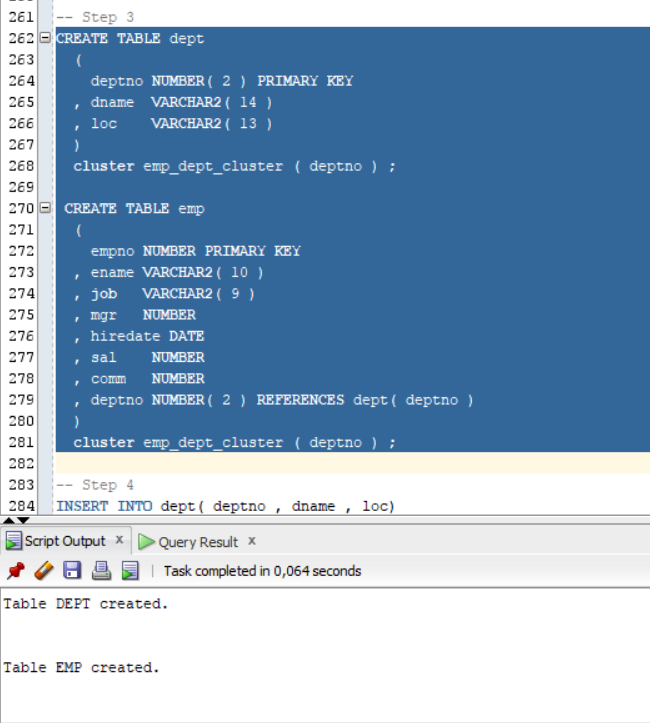 261 -- Step 3
262 CREATE TABLE dept
263 (
264 deptno NUMBER( 2 ) PRIMARY KEY
265 , dname VARCHAR2( 14 )
266 , loc VARCHAR2( 13 )
267 )
268 cluster emp_dept_cluster ( deptno ) ;
269
270 CREATE TABLE emp
271 (
272 empno NUMBER PRIMARY KEY
273 , ename VARCHAR2( 10 )
274 , job VARCHAR2( 9 )
275 , mgr NUMBER
276 , hiredate DATE
277 , sal NUMBER
278 , comm NUMBER
279 , deptno NUMBER( 2 ) REFERENCES dept( deptno )
280 )
281 cluster emp_dept_cluster ( deptno ) ;
282
283 -- Step 4
284 INSERT INTO dept( deptno , dname , loc)
Script Output x Query Result x
Task completed in 0,064 seconds
Table DEPT created.
Table EMP created.